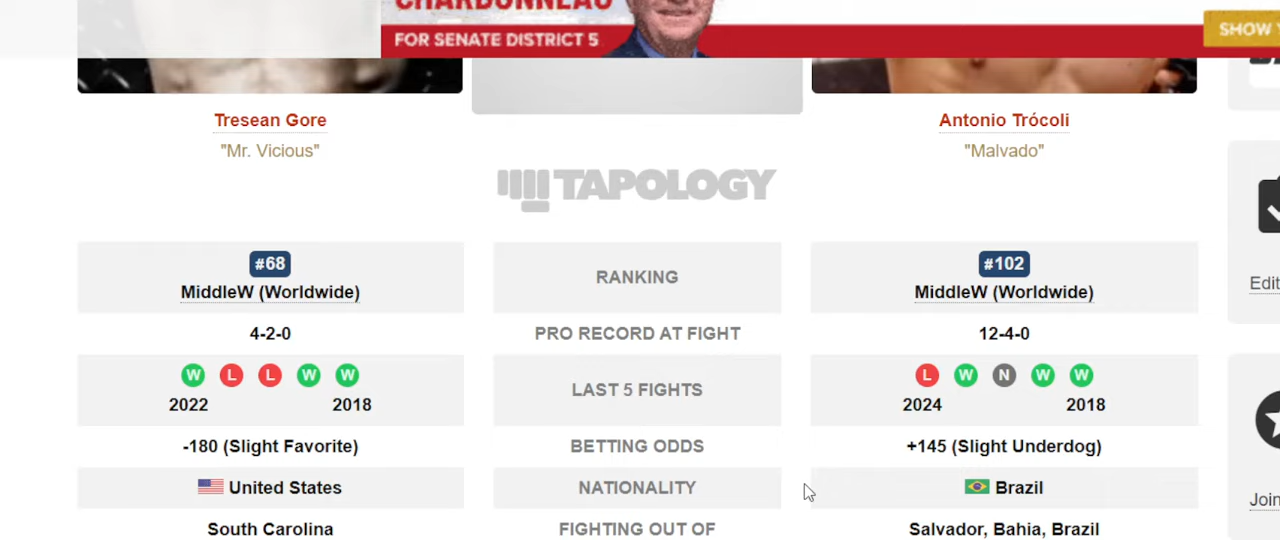 CHARDONNEAU
FOR SENATE DISTRICT 5
SHOW
Tresean Gore
Antonio Trócoli
"Mr. Vicious"
"Malvado"
TAPOLOGY
#68
MiddleW (Worldwide)
RANKING
#102
MiddleW (Worldwide)
4-2-0
PRO RECORD AT FIGHT
12-4-0
W L L W W
2022 2018
LAST 5 FIGHTS
L W N W W
2024 2018
-180 (Slight Favorite)
BETTING ODDS
+145 (Slight Underdog)
United States
NATIONALITY
Brazil
South Carolina
FIGHTING OUT OF
Salvador, Bahia, Brazil
Edit
Join